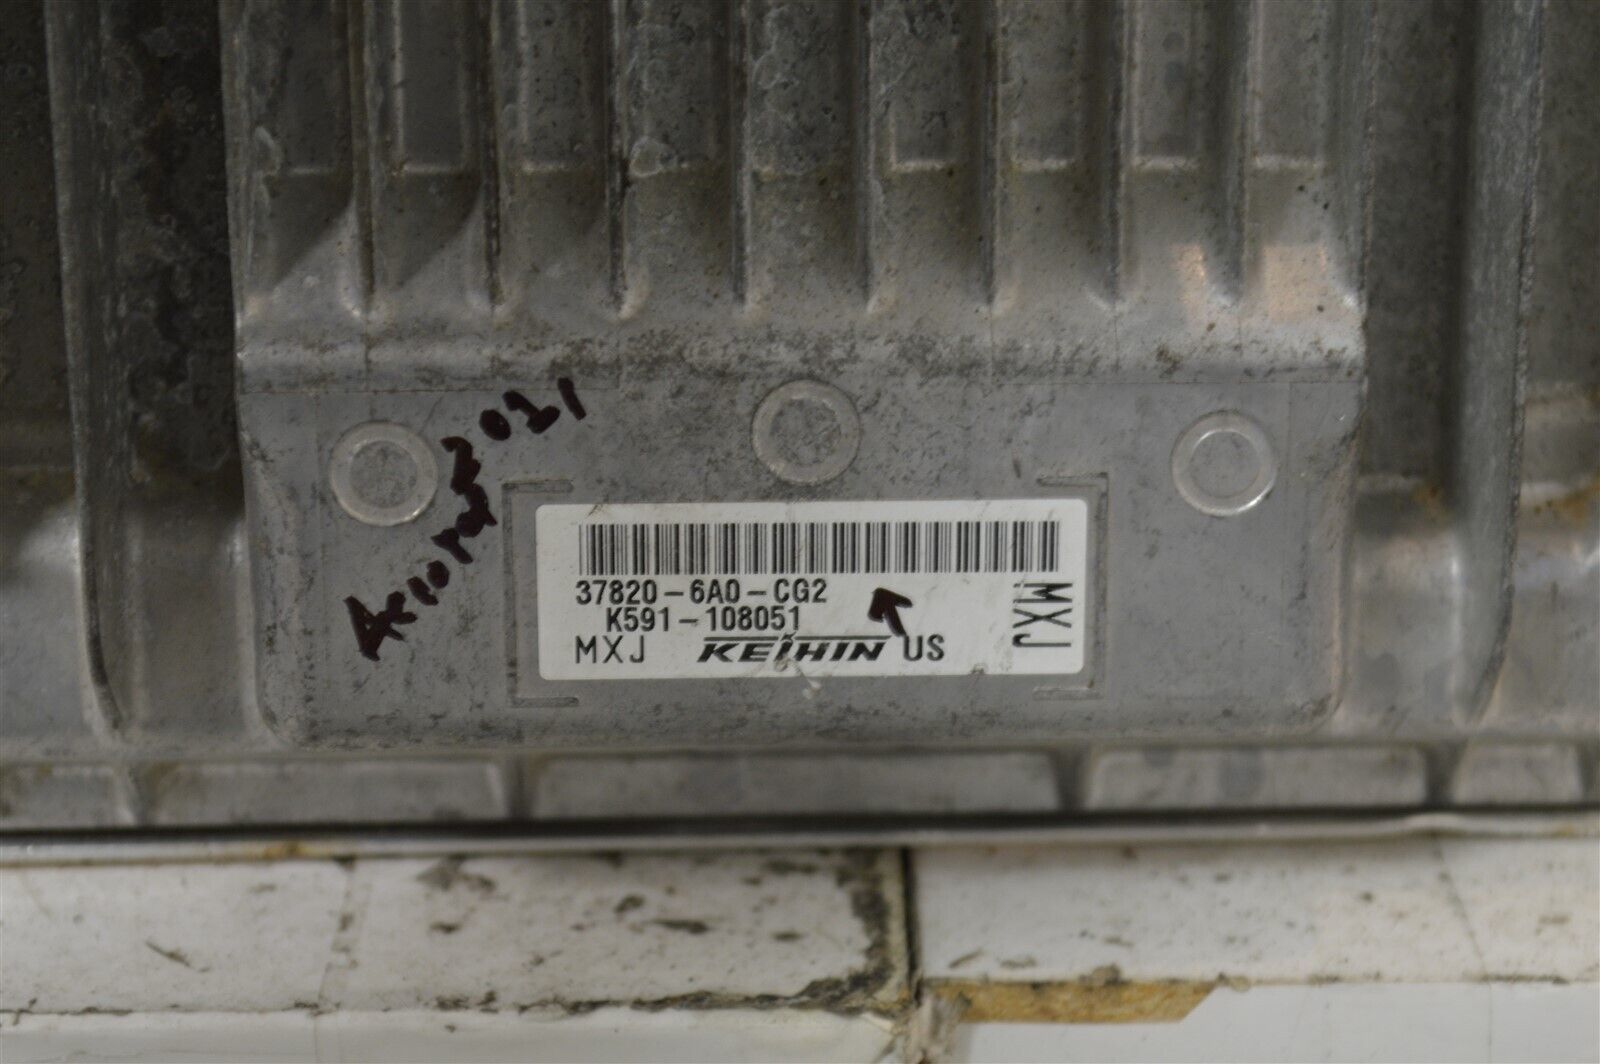 Accord 2021
37820-6A0-CG2
K591-108051
MXJ KEIHIN US
MXJ